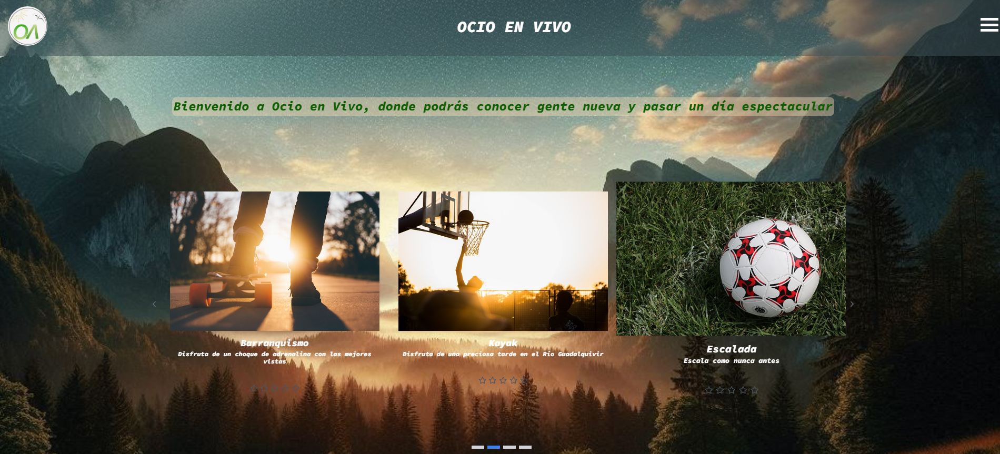 OA
OCIO EN VIVO
Bienvenido a Ocio en Vivo, donde podrás conocer gente nueva y pasar un día espectacular
Barranquismo
Disfruta de un choque de adrenalina con las mejores
vistas
Kayak
Disfruta de una preciosa tarde en el Río Guadalquivir
Escalada
Escala como nunca antes